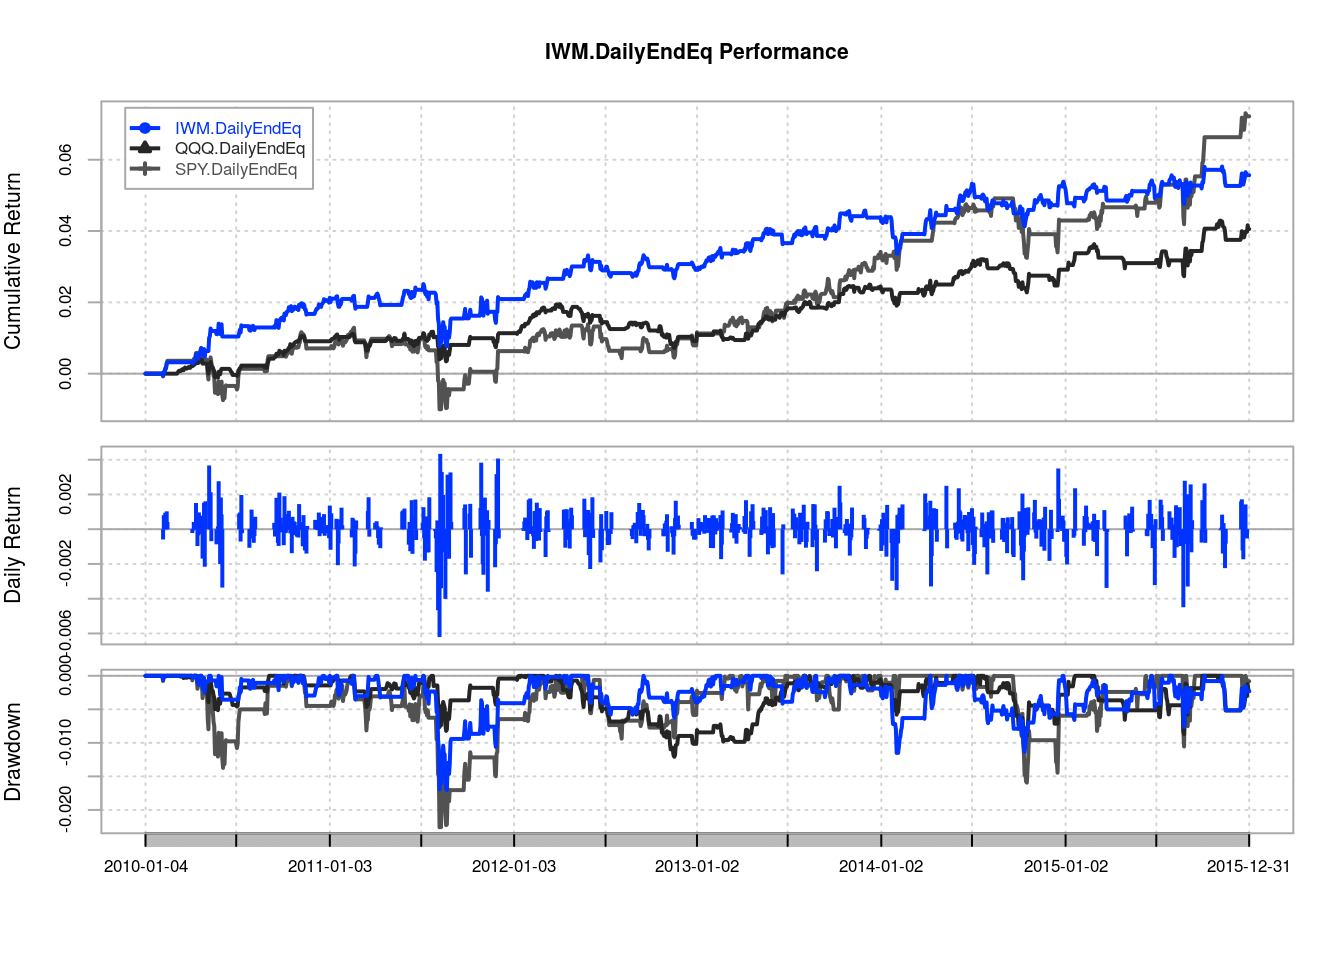 IWM.DailyEndEq Performance
IWM.DailyEndEq
QQQ.DailyEndEq
SPY.DailyEndEq
Cumulative Return
0.06
0.04
0.02
0.00
Daily Return
0.002
-0.002
-0.006
Drawdown
0.000
-0.010
-0.020
2010-01-04 2011-01-03 2012-01-03 2013-01-02 2014-01-02 2015-01-02 2015-12-31